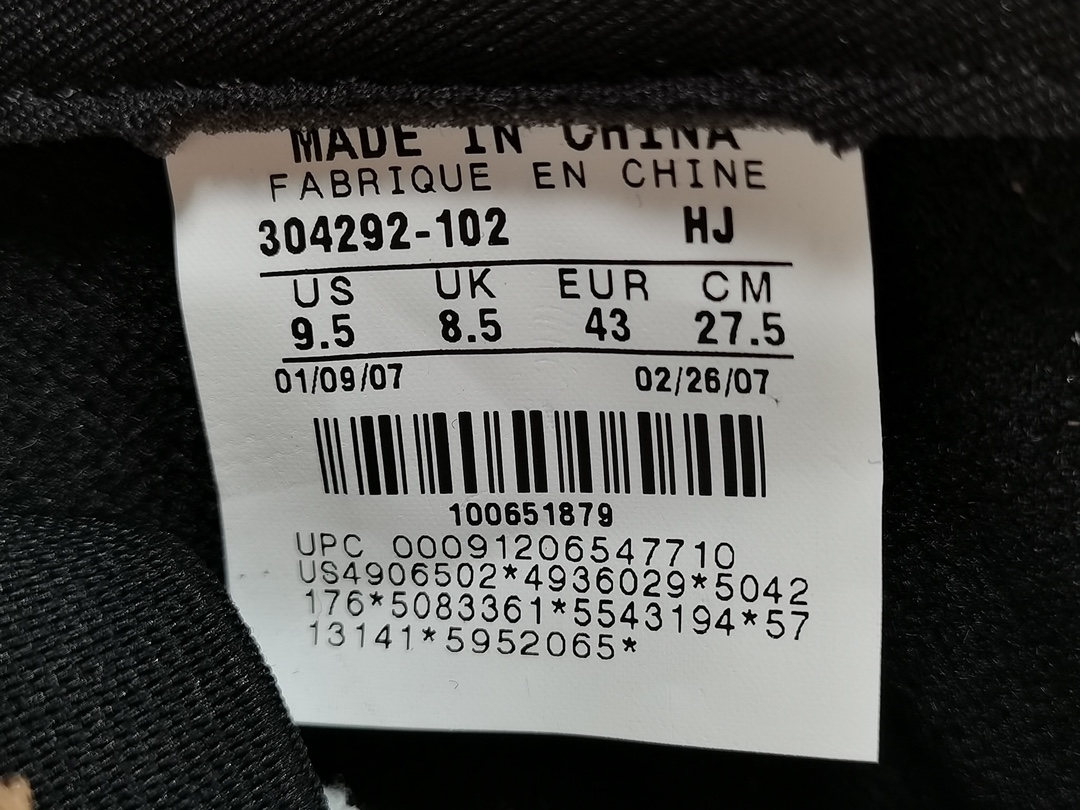 MADE IN CHINA
FABRIQUE EN CHINE
304292-102 HJ
US UK EUR CM
9.5 8.5 43 27.5
01/09/07 02/26/07
100651879
UPC 00091206547710
US4906502*4936029*5042
176*5083361*5543194*57
13141*5952065*